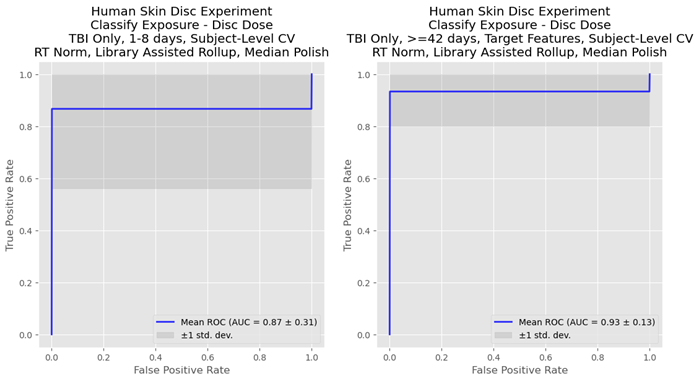 Human Skin Disc Experiment
Classify Exposure - Disc Dose
TBI Only, 1-8 days, Subject-Level CV
RT Norm, Library Assisted Rollup, Median Polish
1.0
0.8
0.6
0.4
0.2
0.0
True Positive Rate
Mean ROC (AUC = 0.87 ± 0.31)
±1 std. dev.
0.0 0.2 0.4 0.6 0.8 1.0
False Positive Rate
Human Skin Disc Experiment
Classify Exposure - Disc Dose
TBI Only, >=42 days, Target Features, Subject-Level CV
RT Norm, Library Assisted Rollup, Median Polish
1.0
0.8
0.6
0.4
0.2
0.0
True Positive Rate
Mean ROC (AUC = 0.93 ± 0.13)
±1 std. dev.
0.0 0.2 0.4 0.6 0.8 1.0
False Positive Rate